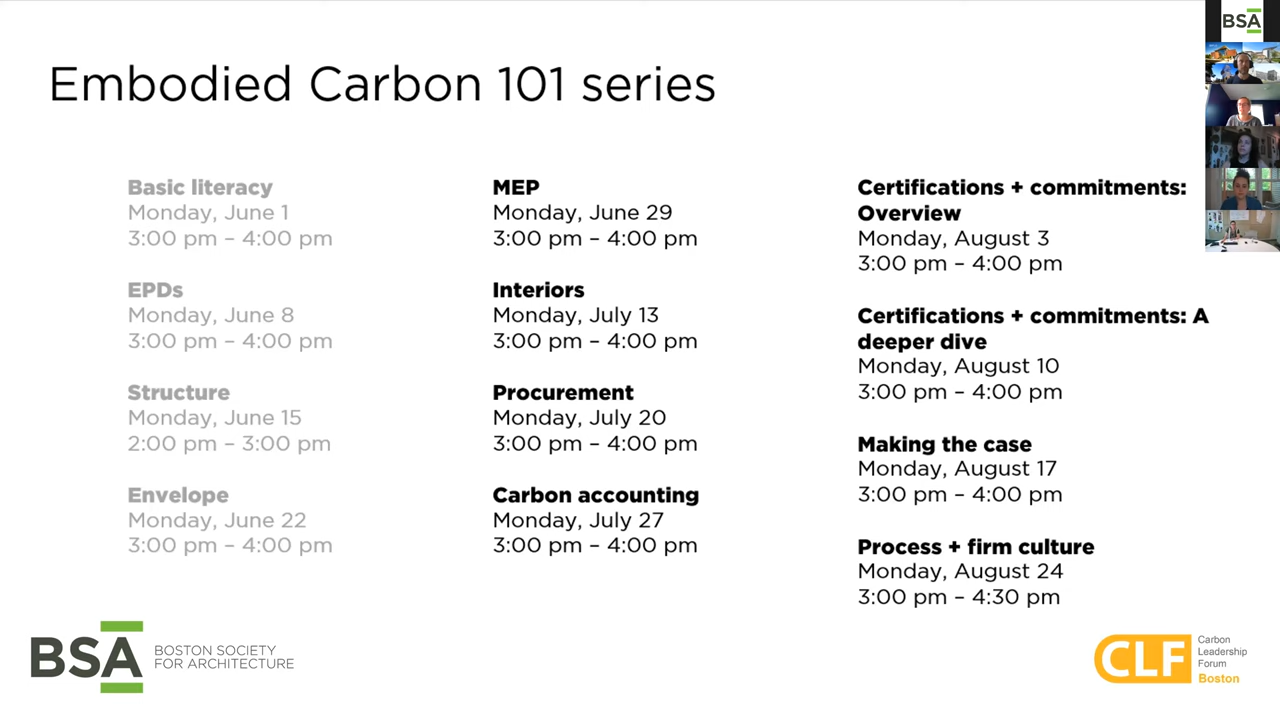 BSA
Embodied Carbon 101 series
Basic literacy
Monday, June 1
3:00 pm – 4:00 pm
EPDs
Monday, June 8
3:00 pm – 4:00 pm
Structure
Monday, June 15
2:00 pm – 3:00 pm
Envelope
Monday, June 22
3:00 pm – 4:00 pm
MEP
Monday, June 29
3:00 pm – 4:00 pm
Interiors
Monday, July 13
3:00 pm – 4:00 pm
Procurement
Monday, July 20
3:00 pm – 4:00 pm
Carbon accounting
Monday, July 27
3:00 pm – 4:00 pm
Certifications + commitments:
Overview
Monday, August 3
3:00 pm – 4:00 pm
Certifications + commitments: A
deeper dive
Monday, August 10
3:00 pm – 4:00 pm
Making the case
Monday, August 17
3:00 pm – 4:00 pm
Process + firm culture
Monday, August 24
3:00 pm – 4:30 pm
BSA
BOSTON SOCIETY
FOR ARCHITECTURE
CLF
Carbon
Leadership
Forum
Boston